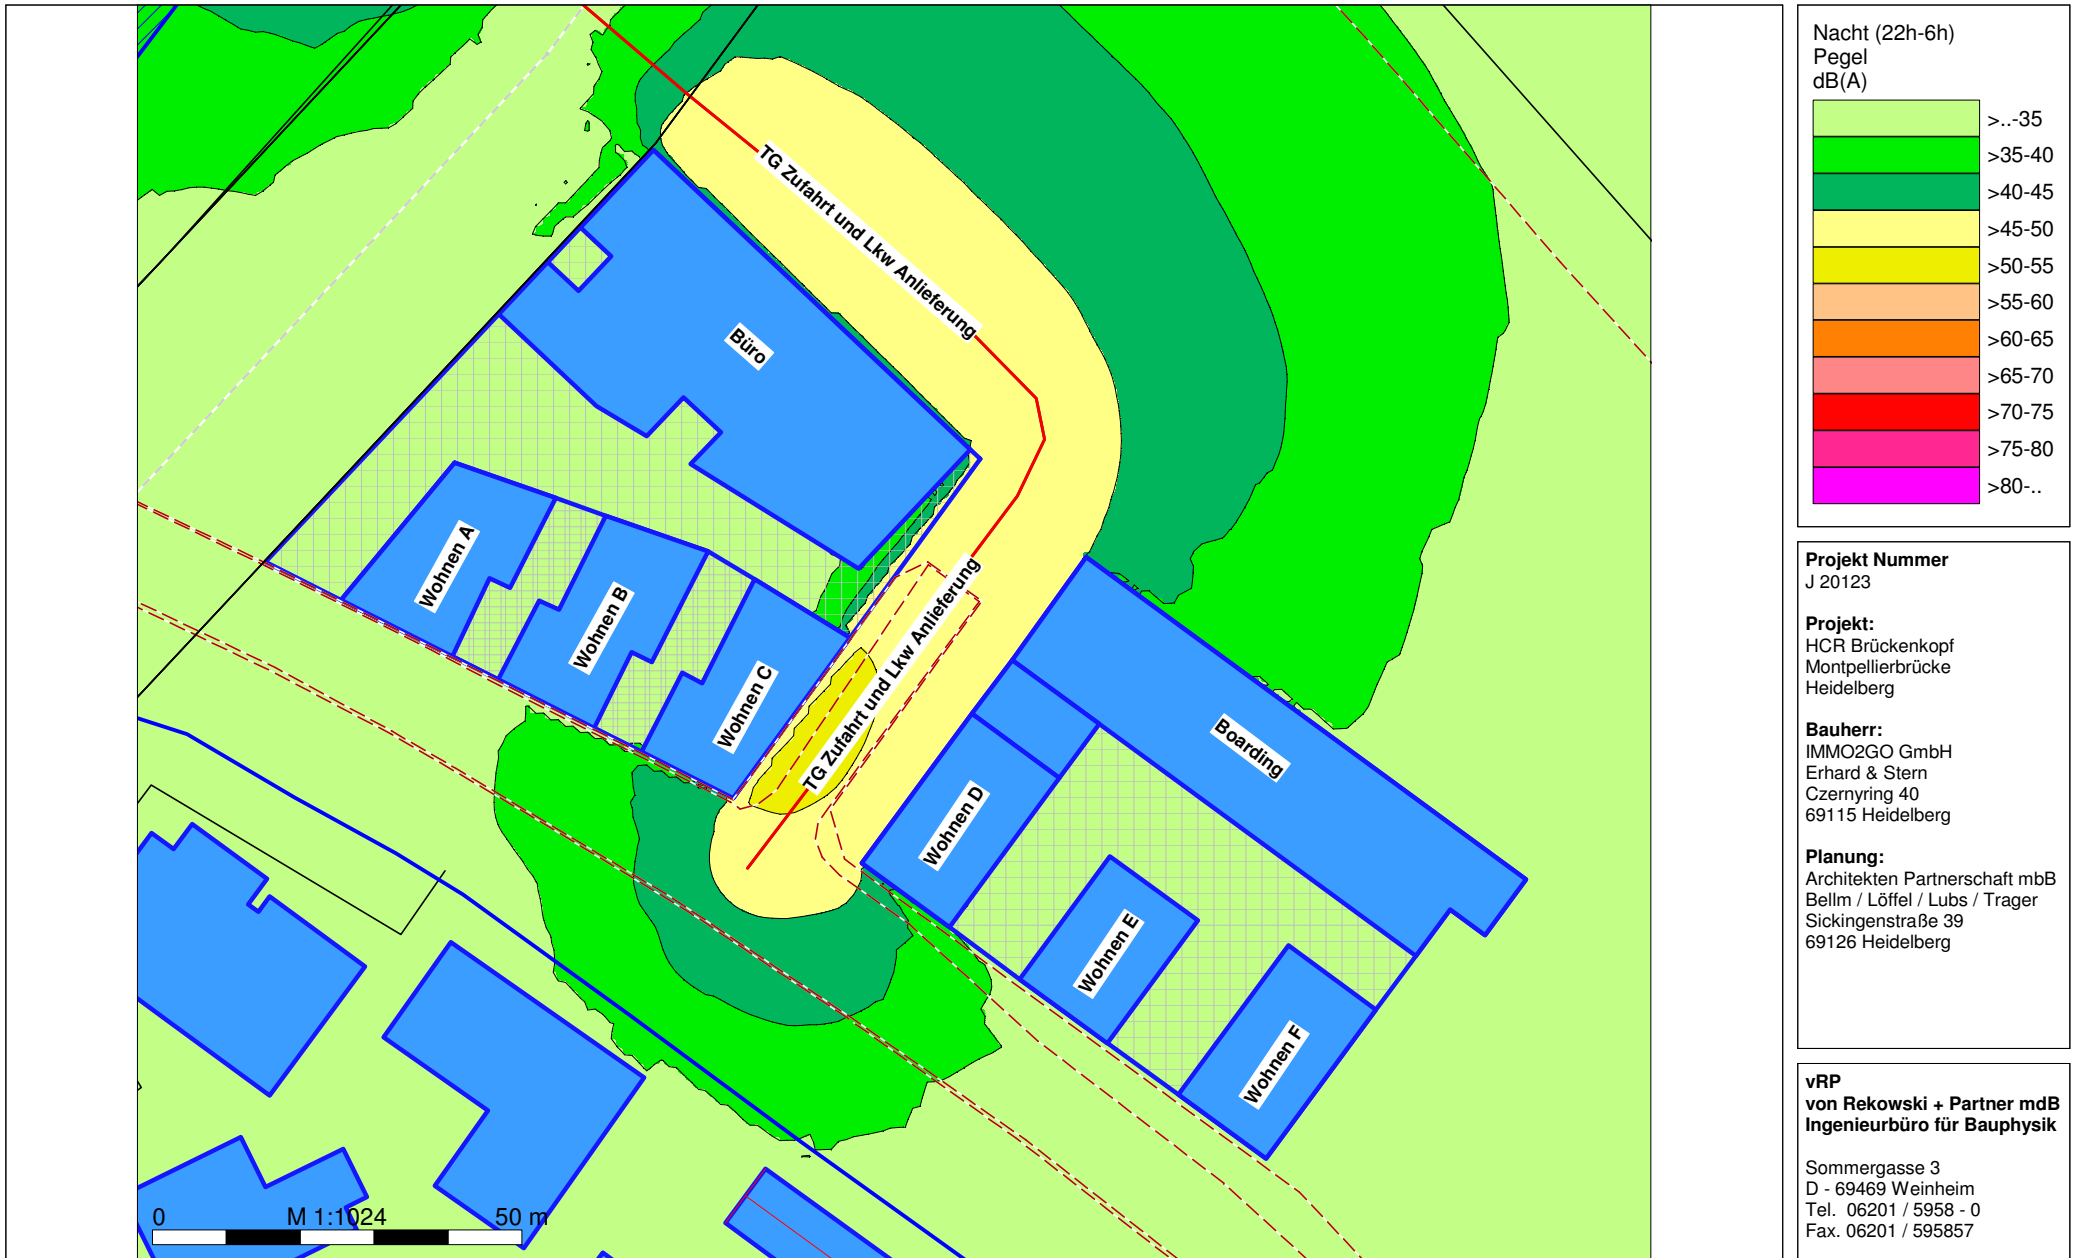 TG Zufahrt und Lkw Anlieferung
Büro
Wohnen A
Wohnen B
Wohnen C
TG Zufahrt und Lkw Anlieferung
Boarding
Wohnen D
Wohnen E
Wohnen F
0 M 1:1024 50 m
Nacht (22h-6h)
Pegel
dB(A)
>..-35
>35-40
>40-45
>45-50
>50-55
>55-60
>60-65
>65-70
>70-75
>75-80
>80-..
Projekt Nummer
J 20123
Projekt:
HCR Brückenkopf
Montpellierbrücke
Heidelberg
Bauherr:
IMMO2GO GmbH
Erhard & Stern
Czernyring 40
69115 Heidelberg
Planung:
Architekten Partnerschaft mbB
Bellm / Löffel / Lubs / Trager
Sickingenstraße 39
69126 Heidelberg
vRP
von Rekowski + Partner mdB
Ingenieurbüro für Bauphysik
Sommergasse 3
D - 69469 Weinheim
Tel. 06201 / 5958 - 0
Fax. 06201 / 595857